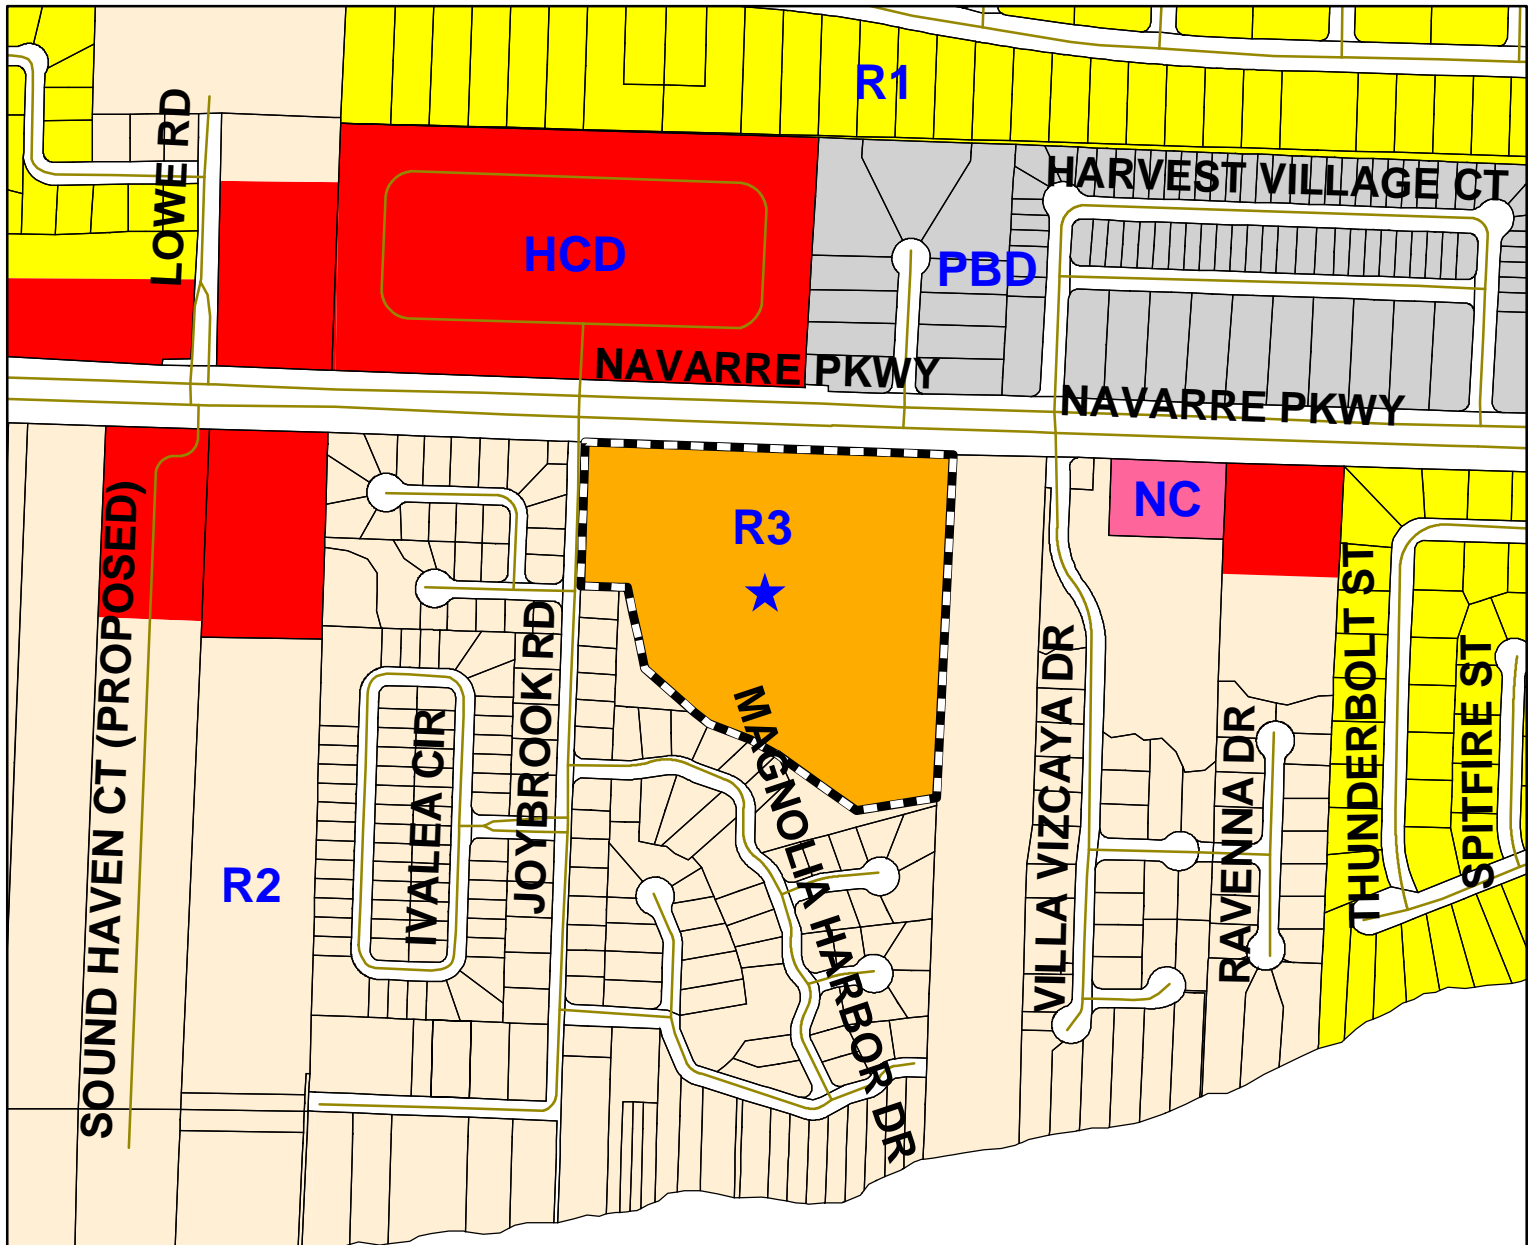 R1
LOWE RD
HARVEST VILLAGE CT
HCD
PBD
NAVARRE PKWY
NAVARRE PKWY
NC
R3
SOUND HAVEN CT (PROPOSED)
JOYBROOK RD
IVALEA CIR
MAGNOLIA HARBOR DR
VILLA VIZCAYA DR
RAVENNA DR
THUNDERBOLT ST
SPITFIRE ST
R2